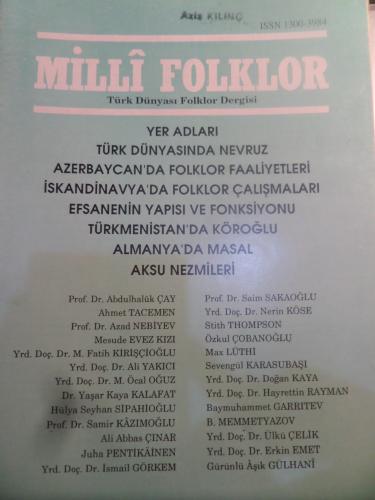 Aziz KILINÇ
ISSN 1300-3984
MİLLÎ FOLKLOR
Türk Dünyası Folklor Dergisi
YER ADLARI
TÜRK DÜNYASINDA NEVRUZ
AZERBAYCAN'DA FOLKLOR FAALİYETLERİ
İSKANDİNAVYA'DA FOLKLOR ÇALIŞMALARI
EFSANENİN YAPISI VE FONKSİYONU
TÜRKMENİSTAN'DA KÖROĞLU
ALMANYA'DA MASAL
AKSU NEZMİLERİ
Prof. Dr. Abdulhalûk ÇAY
Ahmet TACEMEN
Prof. Dr. Azad NEBİYEV
Mesude EVEZ KIZI
Yrd. Doç. Dr. M. Fatih KİRİŞÇİOĞLU
Yrd. Doç. Dr. Ali YAKICI
Yrd. Doç. Dr. M. Öcal OĞUZ
Dr. Yaşar Kaya KALAFAT
Hülya Seyhan SİPAHIOĞLU
Prof. Dr. Samir KÂZIMOĞLU
Ali Abbas ÇINAR
Juha PENTİKÄINEN
Yrd. Doç. Dr. İsmail GÖRKEM
Prof. Dr. Saim SAKAOĞLU
Yrd. Doç. Dr. Nerin KÖSE
Stith THOMPSON
Özkul ÇOBANOĞLU
Max LÜTHİ
Sevengül KARASUBAŞI
Yrd. Doç. Dr. Doğan KAYA
Yrd. Doç. Dr. Hayrettin RAYMAN
Baymuhammet GARRITEV
B. MEMMETYAZOV
Yrd. Doç. Dr. Ülkü ÇELİK
Yrd. Doç. Dr. Erkin EMET
Gürünlü Âşık GÜLHANÎ